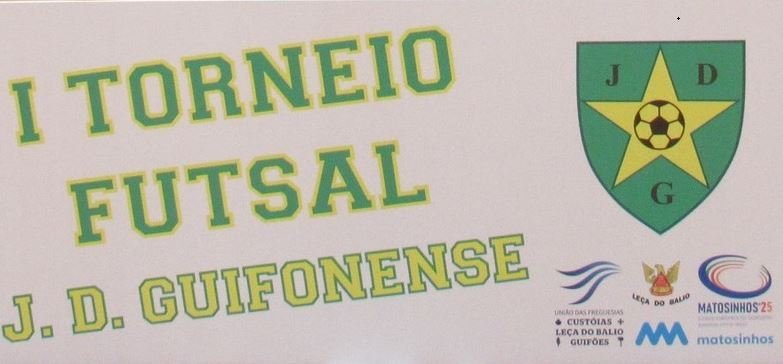 I TORNEIO
FUTSAL
J. D. GUIFONENSE
J D
G
UNIÃO DAS FREGUESIAS
CUSTÓIAS
LEÇA DO BALIO
GUIFÕES
LEÇA DO BALIO
MATOSINHOS'25
matosinhos